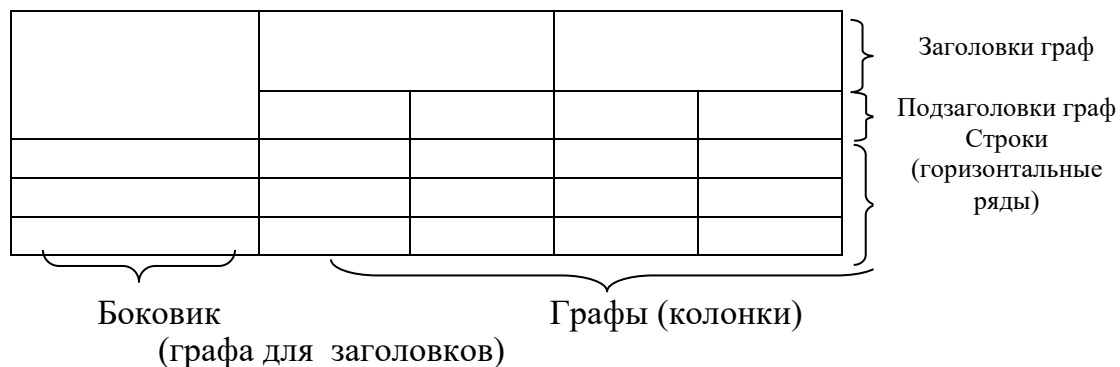 Заголовки граф
Подзаголовки граф
Строки
(горизонтальные
ряды)
Боковик
(графа для заголовков)
Графы (колонки)